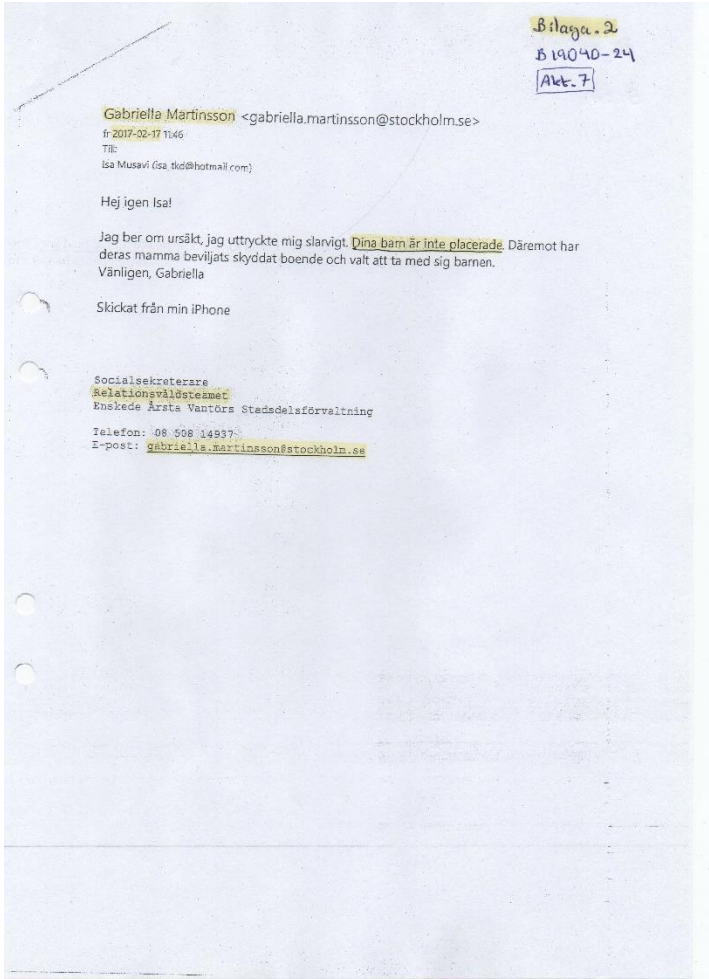 Bilaga. 2
B 19040-24
Akt. 7
Gabriella Martinsson <gabriella.martinsson@stockholm.se>
fr 2017-02-17 11:46
Till:
Isa Musavi (isa_tkd@hotmail.com)
Hej igen Isa!
Jag ber om ursäkt, jag uttryckte mig slarvigt. Dina barn är inte placerade. Däremot har
deras mamma beviljats skyddat boende och valt att ta med sig barnen.
Vänligen, Gabriella
Skickat från min iPhone
Socialsekreterare
Relationsvåldsteamet
Enskede Årsta Vantörs Stadsdelsförvaltning
Telefon: 08 508 14937
E-post: gabriella.martinsson@stockholm.se